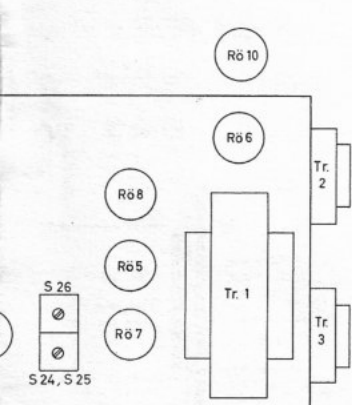 Rö 10
Rö 6
Tr. 2
Rö 8
Rö 5
Tr. 1
S 26
Rö 7
Tr. 3
S 24, S 25